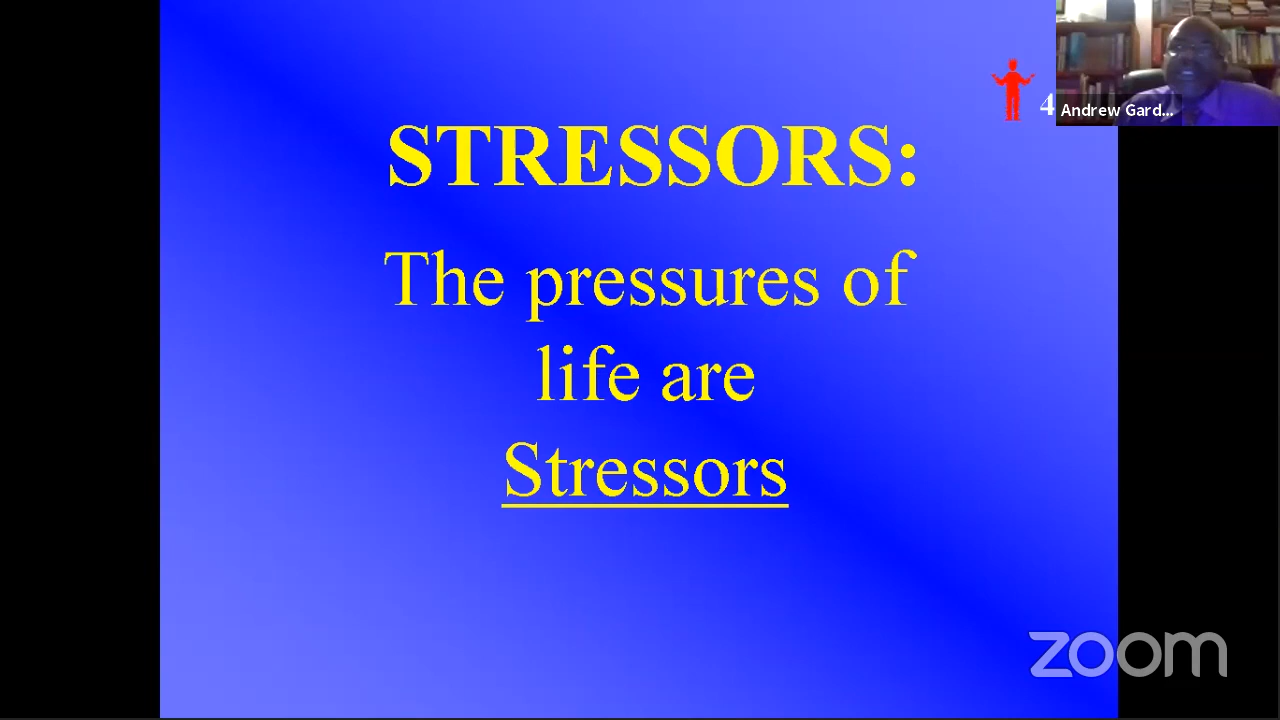 4
Andrew Gard...
STRESSORS:
The pressures of
life are
Stressors
zoom